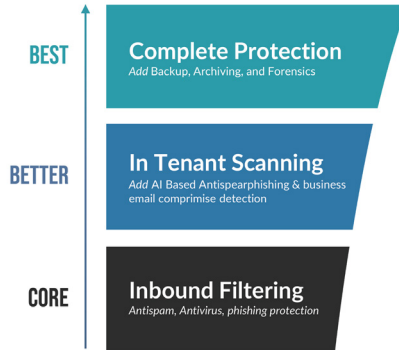 BEST
Complete Protection
Add Backup, Archiving, and Forensics
BETTER
In Tenant Scanning
Add AI Based Antispearphishing & business
email comprimise detection
CORE
Inbound Filtering
Antispam, Antivirus, phishing protection